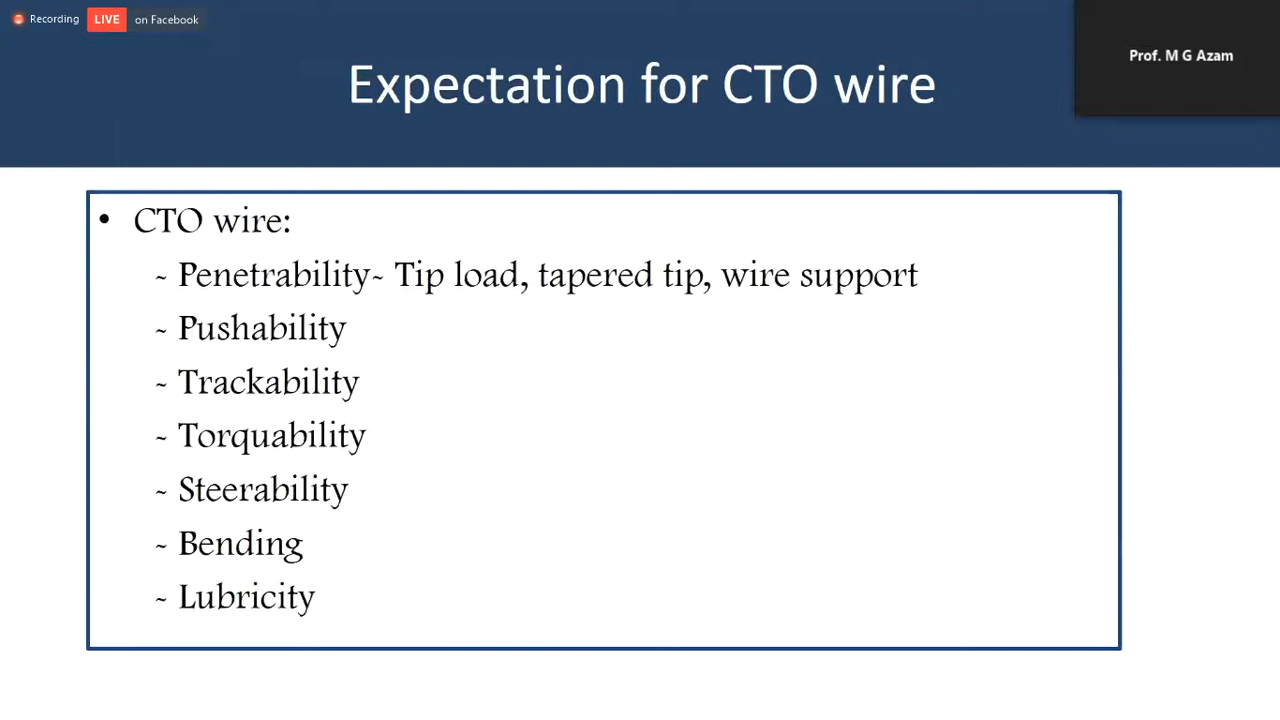 Recording LIVE on Facebook
Prof. M G Azam
Expectation for CTO wire
• CTO wire:
~ Penetrability~ Tip load, tapered tip, wire support
~ Pushability
~ Trackability
~ Torquability
~ Steerability
~ Bending
~ Lubricity